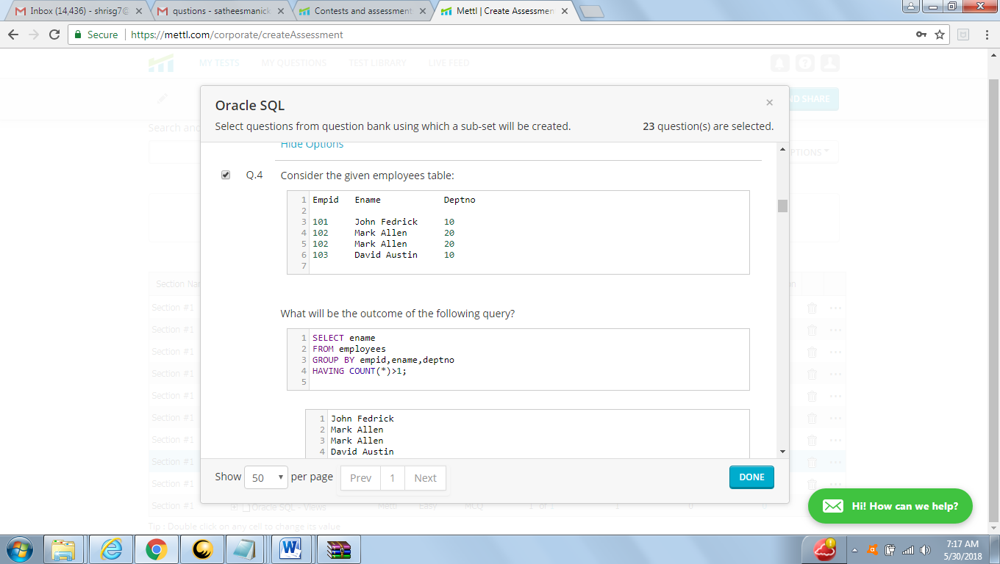 Inbox (14,436) - shrisg7@
qustions - satheesmanick
Contests and assessment
Mettl | Create Assessmen
Secure https://mettl.com/corporate/createAssessment
MY TESTS MY QUESTIONS TEST LIBRARY LIVE FEED
ND SHARE
Search and
PTIONS
Oracle SQL
Select questions from question bank using which a sub-set will be created. 23 question(s) are selected.
Hide Options
Q.4 Consider the given employees table:
1 Empid Ename Deptno
2
3 101 John Fedrick 10
4 102 Mark Allen 20
5 102 Mark Allen 20
6 103 David Austin 10
7
What will be the outcome of the following query?
1 SELECT ename
2 FROM employees
3 GROUP BY empid,ename,deptno
4 HAVING COUNT(*)>1;
5
1 John Fedrick
2 Mark Allen
3 Mark Allen
4 David Austin
Section Nar
Section #1
Section #1
Section #1
Section #1
Section #1
Section #1
Section #1
Section #1
Section #1
Show 50 per page Prev 1 Next DONE
Section #1 Oracle SQL - Views Mettl Easy MCQ 1 of 1 1 0 0
Hi! How can we help?
Tip : Double click on any cell to change its value
7:17 AM
5/30/2018